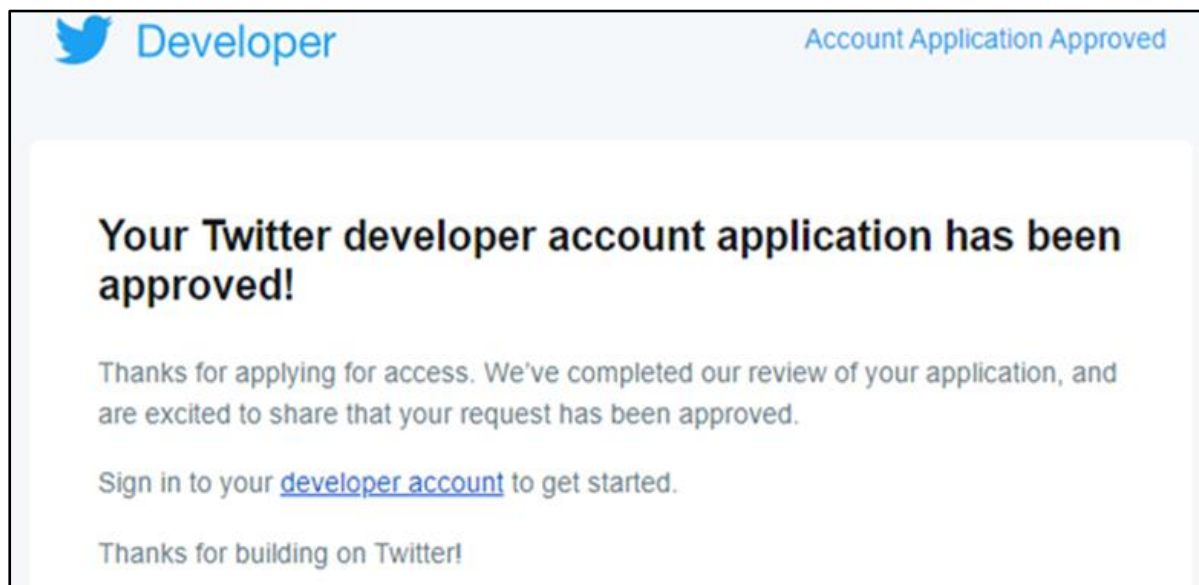 Developer
Account Application Approved
Your Twitter developer account application has been
approved!
Thanks for applying for access. We've completed our review of your application, and
are excited to share that your request has been approved.
Sign in to your developer account to get started.
Thanks for building on Twitter!